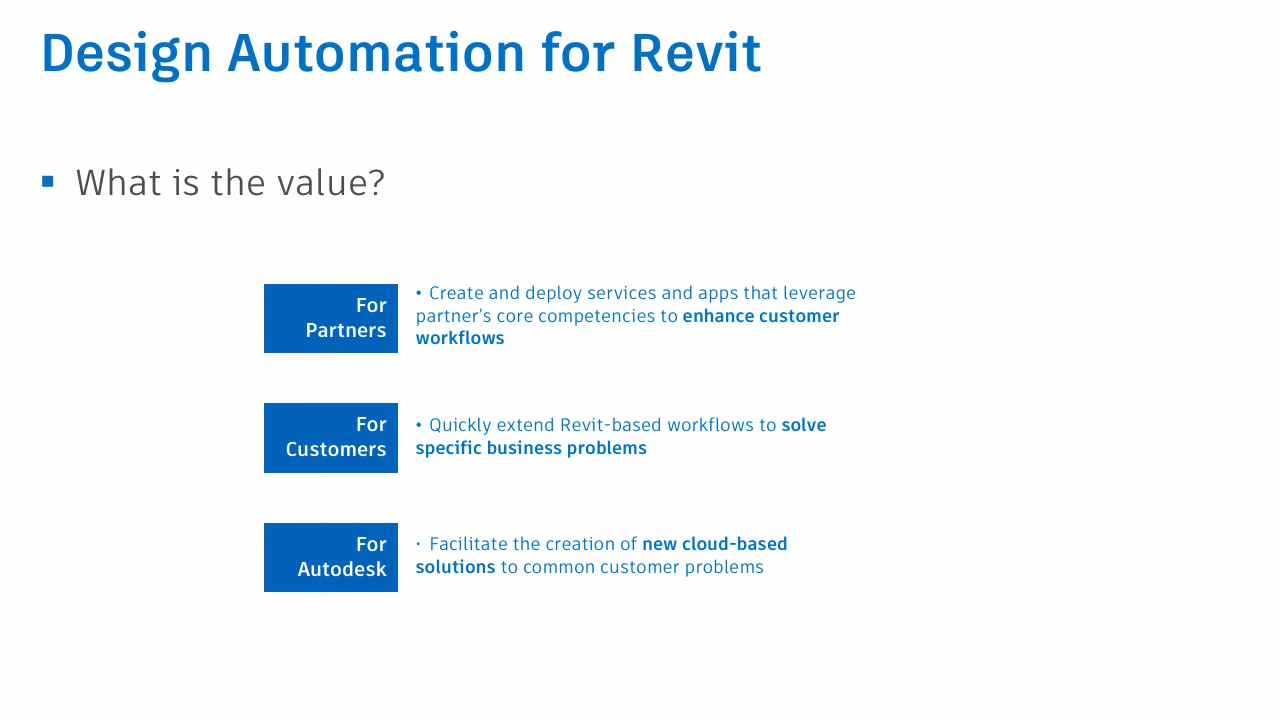 Design Automation for Revit
▪ What is the value?
For
Partners
• Create and deploy services and apps that leverage
partner's core competencies to enhance customer
workflows
For
Customers
• Quickly extend Revit-based workflows to solve
specific business problems
For
Autodesk
• Facilitate the creation of new cloud-based
solutions to common customer problems